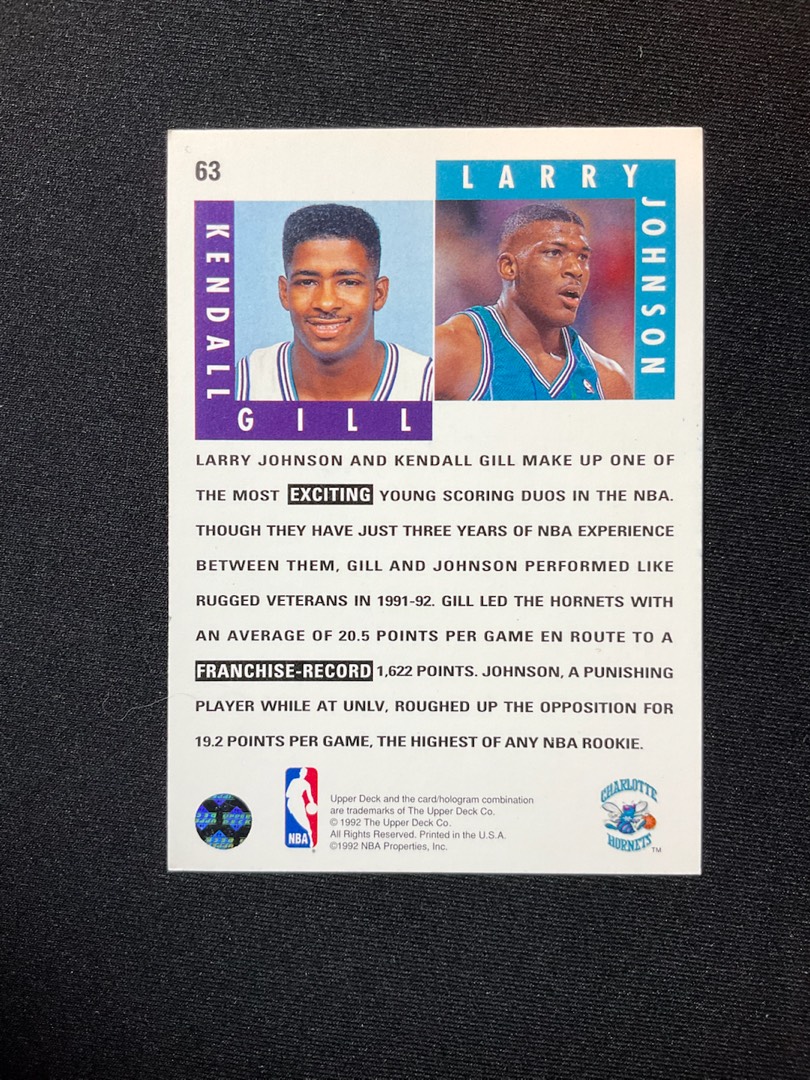 63
LARRY
JOHNSON
KENDALL
GILL
LARRY JOHNSON AND KENDALL GILL MAKE UP ONE OF
THE MOST EXCITING YOUNG SCORING DUOS IN THE NBA.
THOUGH THEY HAVE JUST THREE YEARS OF NBA EXPERIENCE
BETWEEN THEM, GILL AND JOHNSON PERFORMED LIKE
RUGGED VETERANS IN 1991-92. GILL LED THE HORNETS WITH
AN AVERAGE OF 20.5 POINTS PER GAME EN ROUTE TO A
FRANCHISE-RECORD 1,622 POINTS. JOHNSON, A PUNISHING
PLAYER WHILE AT UNLV, ROUGHED UP THE OPPOSITION FOR
19.2 POINTS PER GAME, THE HIGHEST OF ANY NBA ROOKIE.
UPPER DECK
NBA
Upper Deck and the card/hologram combination
are trademarks of The Upper Deck Co.
© 1992 The Upper Deck Co.
All Rights Reserved. Printed in the U.S.A.
©1992 NBA Properties, Inc.
CHARLOTTE
HORNETS
TM